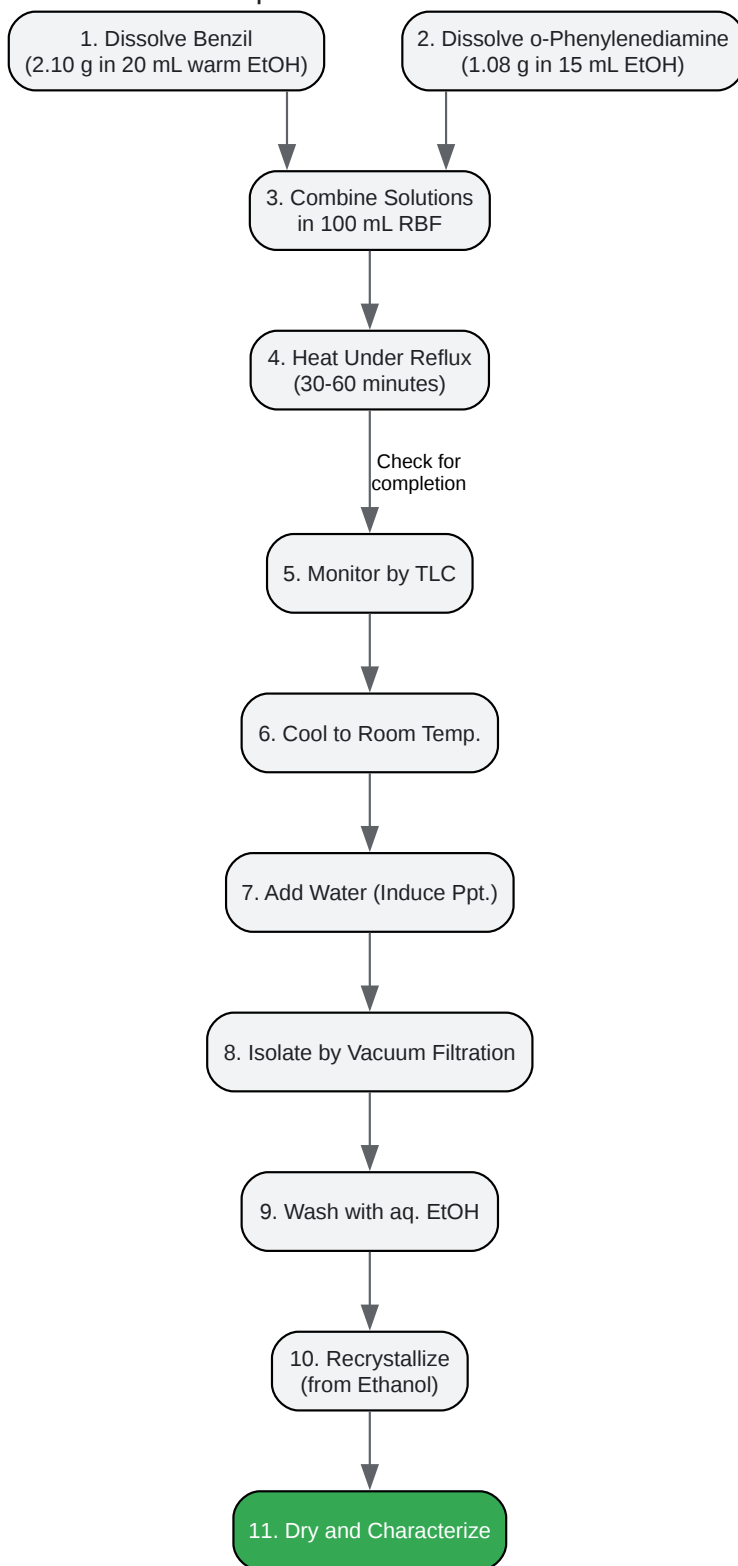 1. Dissolve Benzil
(2.10 g in 20 mL warm EtOH)
2. Dissolve o-Phenylenediamine
(1.08 g in 15 mL EtOH)
3. Combine Solutions
in 100 mL RBF
4. Heat Under Reflux
(30-60 minutes)
Check for
completion
5. Monitor by TLC
6. Cool to Room Temp.
7. Add Water (Induce Ppt.)
8. Isolate by Vacuum Filtration
9. Wash with aq. EtOH
10. Recrystallize
(from Ethanol)
11. Dry and Characterize